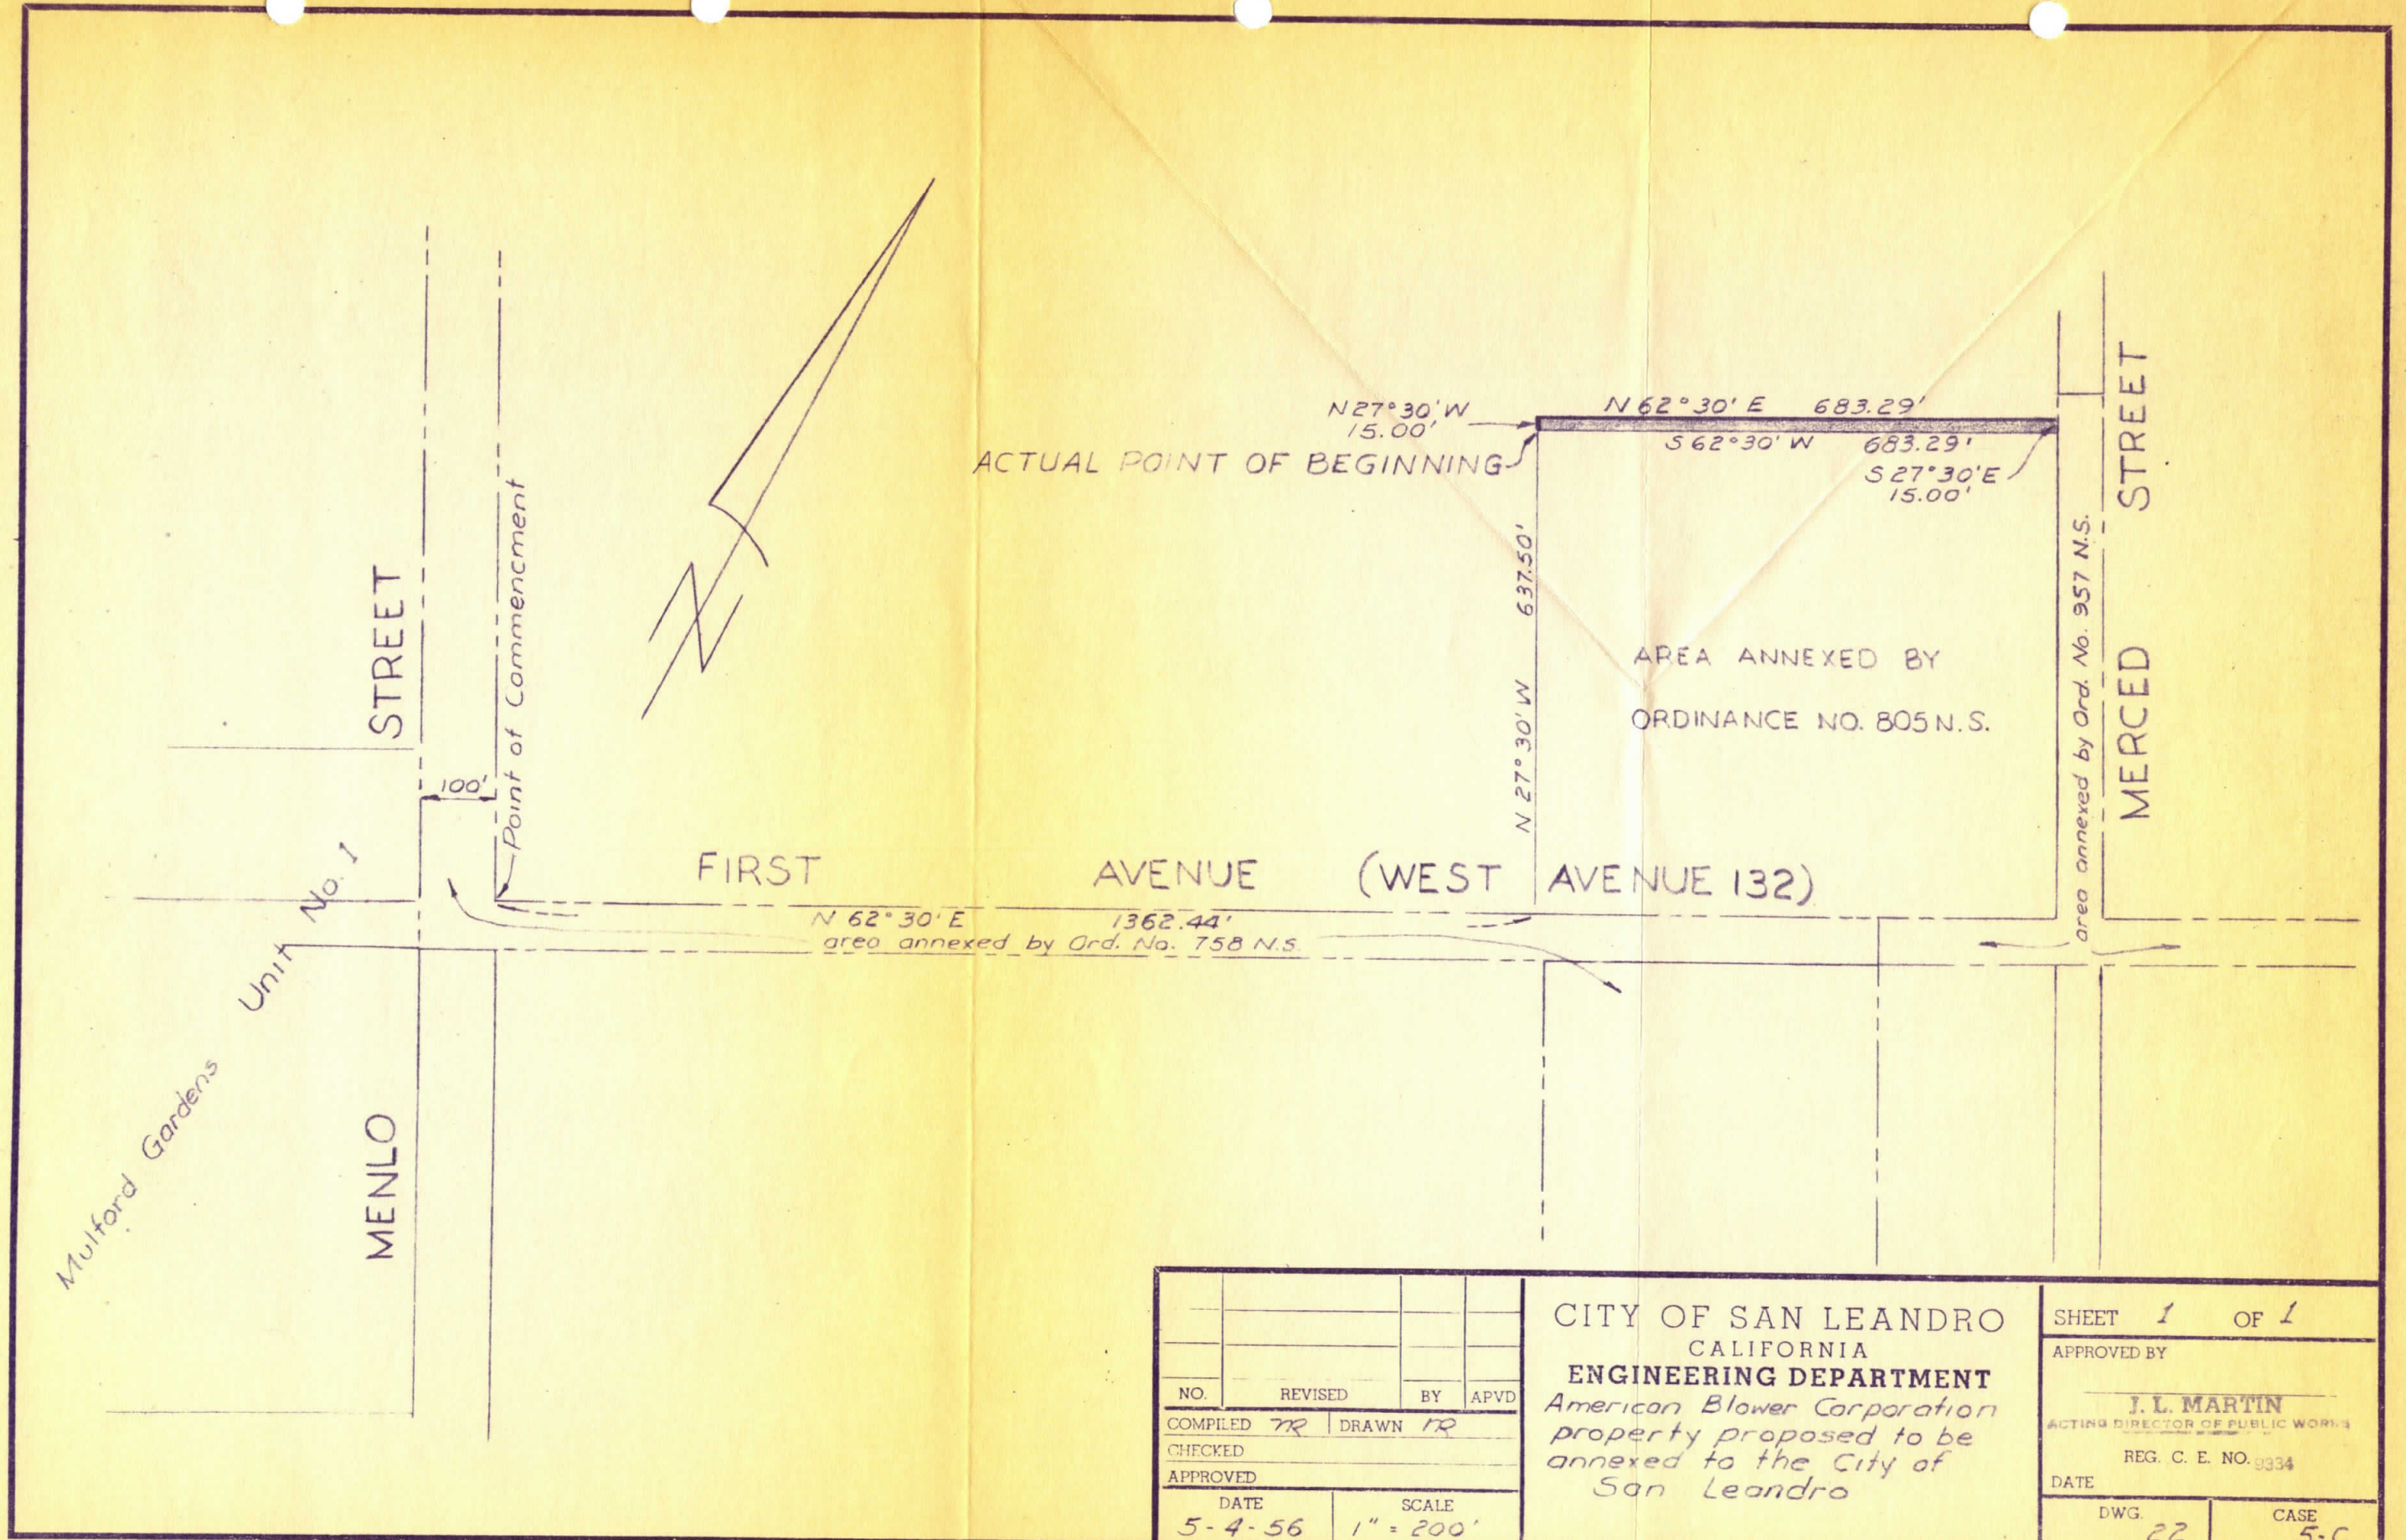 N27°30'W
15.00'
N 62°30' E 683.29'
S 62°30' W 683.29'
S 27°30'E
15.00'
ACTUAL POINT OF BEGINNING
STREET
Point of Commencment
N
637.50'
N 27° 30' W
AREA ANNEXED BY
ORDINANCE NO. 805 N.S.
area annexed by Ord. No. 957 N.S.
MERCED STREET
100'
FIRST AVENUE (WEST AVENUE 132)
N 62° 30' E 1362.44'
area annexed by Ord. No. 758 N.S.
Mulford Gardens Unit No. 1
MENLO
NO. REVISED BY APVD
COMPILED DRAWN
CHECKED
APPROVED
DATE SCALE
5-4-56 1" = 200'
CITY OF SAN LEANDRO
CALIFORNIA
ENGINEERING DEPARTMENT
American Blower Corporation
property proposed to be
annexed to the City of
San Leandro
SHEET 1 OF 1
APPROVED BY
J. L. MARTIN
ACTING DIRECTOR OF PUBLIC WORKS
REG. C. E. NO. 9334
DATE
DWG. CASE
22